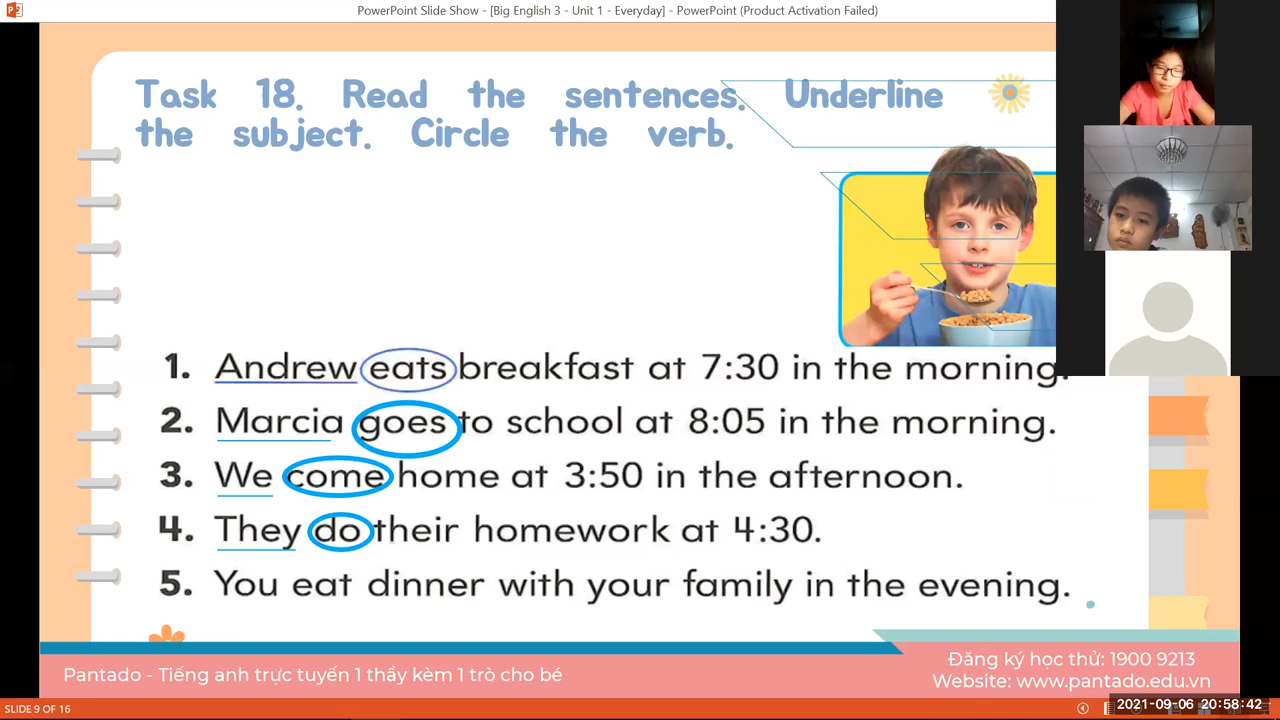 PowerPoint Slide Show - [Big English 3 - Unit 1 - Everyday] - PowerPoint (Product Activation Failed)
Task 18. Read the sentences. Underline
the subject. Circle the verb.
1. Andrew eats breakfast at 7:30 in the morning.
2. Marcia goes to school at 8:05 in the morning.
3. We come home at 3:50 in the afternoon.
4. They do their homework at 4:30.
5. You eat dinner with your family in the evening.
Pantado - Tiếng anh trực tuyến 1 thầy kèm 1 trò cho bé
Đăng ký học thử: 1900 9213
Website: www.pantado.edu.vn
SLIDE 9 OF 16
2021-09-06 20:58:42